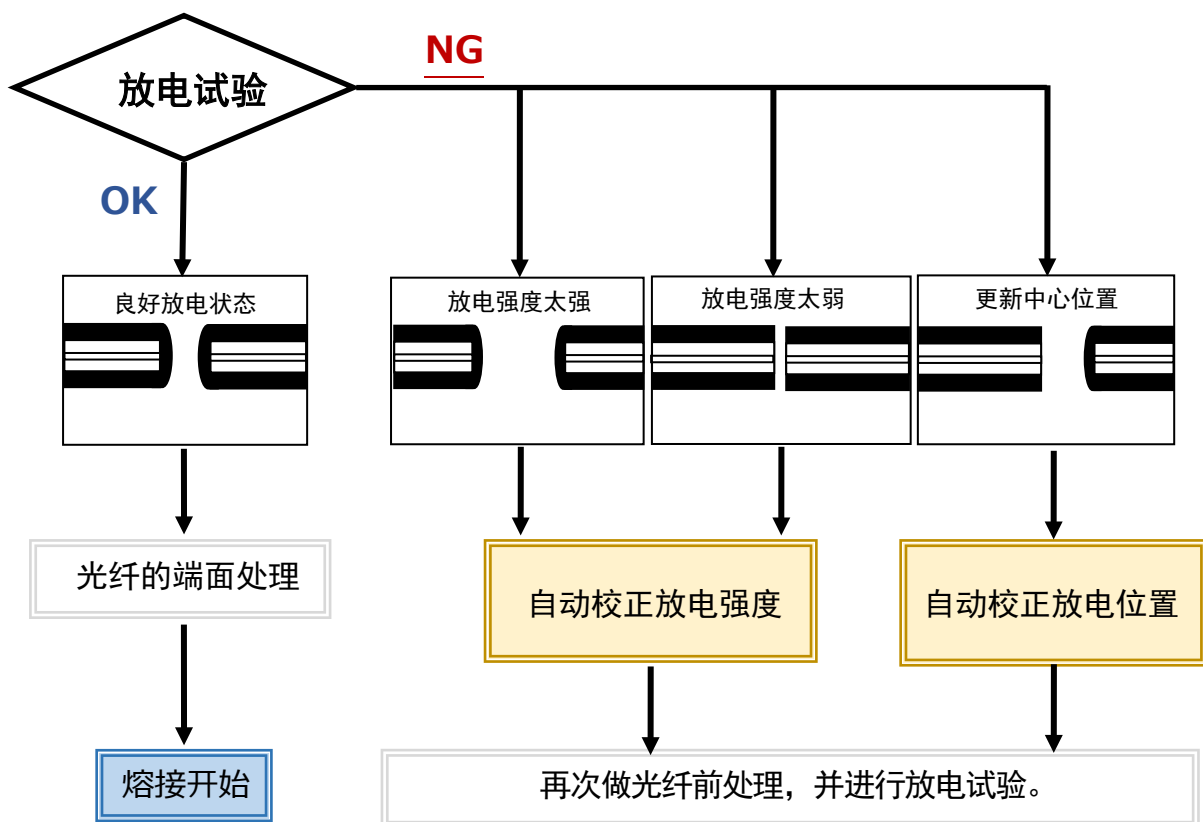 放电试验
NG
OK
良好放电状态
放电强度太强
放电强度太弱
更新中心位置
光纤的端面处理
自动校正放电强度
自动校正放电位置
熔接开始
再次做光纤前处理，并进行放电试验。